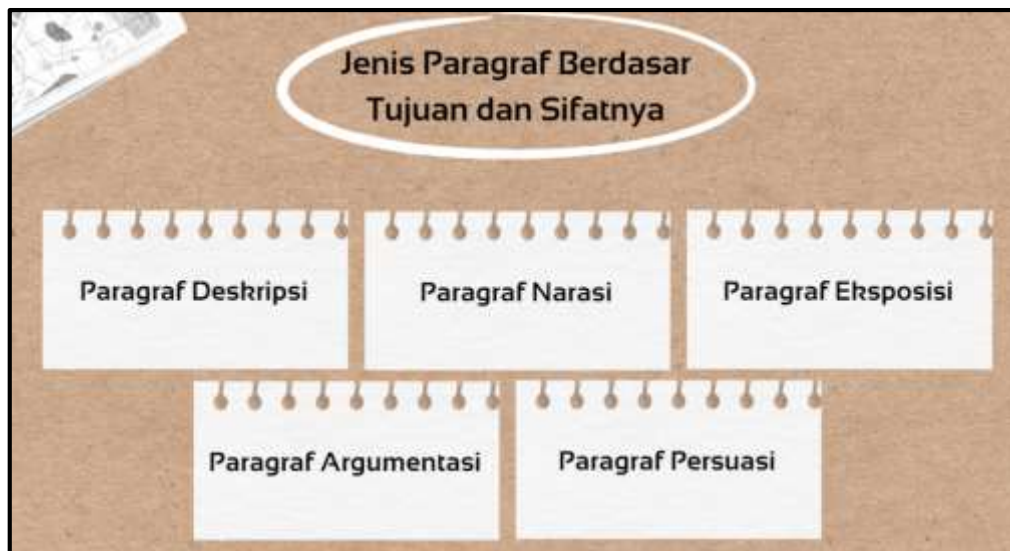 Jenis Paragraf Berdasar
Tujuan dan Sifatnya
Paragraf Deskripsi
Paragraf Narasi
Paragraf Eksposisi
Paragraf Argumentasi
Paragraf Persuasi